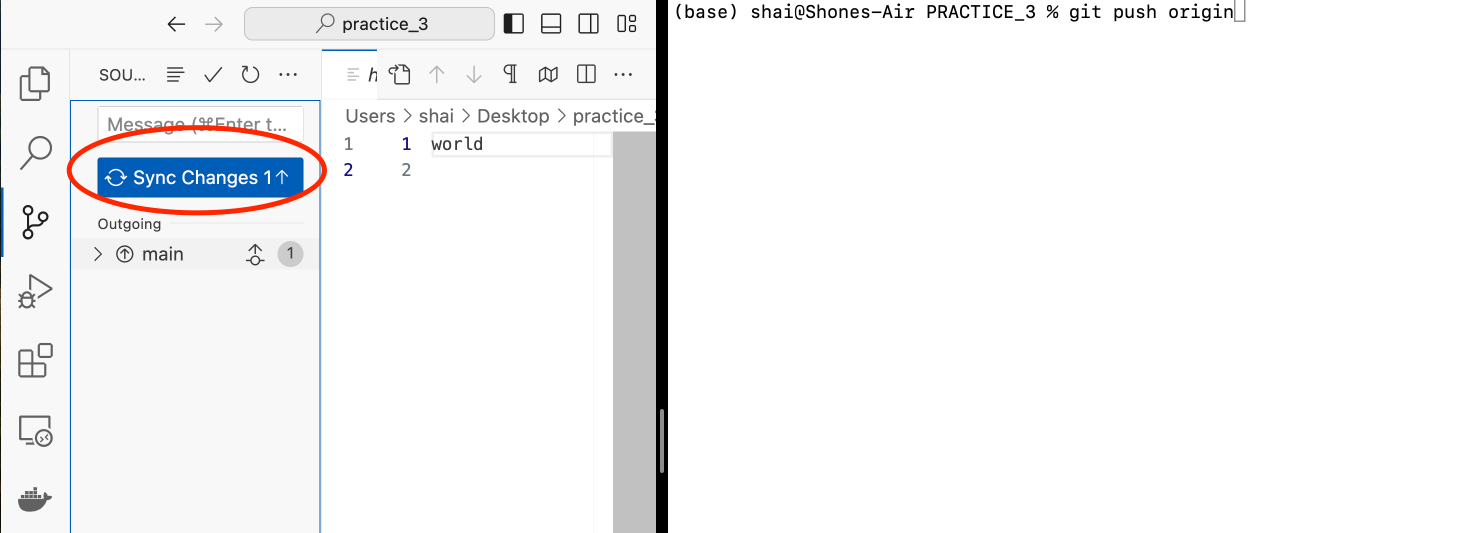 practice_3
SOU...
Message (⌘Enter t...
Sync Changes 1↑
Outgoing
main
1
h
Users > shai > Desktop > practice_3
1 1 world
2 2
(base) shai@Shones-Air PRACTICE_3 % git push origin